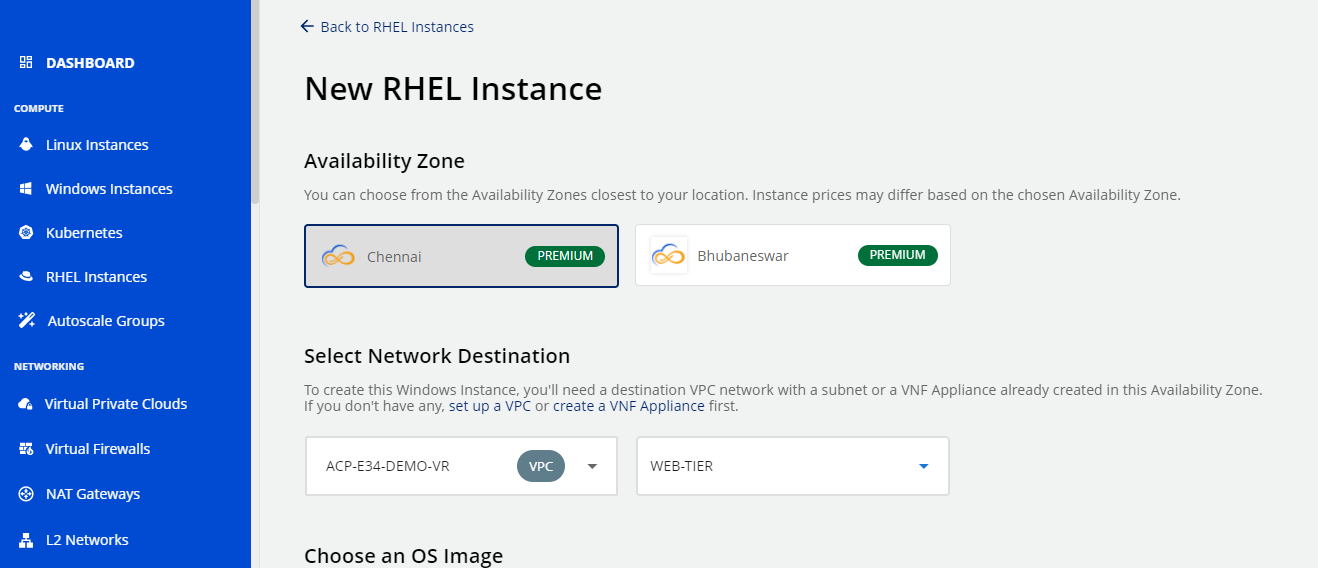 DASHBOARD
COMPUTE
Linux Instances
Windows Instances
Kubernetes
RHEL Instances
Autoscale Groups
NETWORKING
Virtual Private Clouds
Virtual Firewalls
NAT Gateways
L2 Networks
Back to RHEL Instances
New RHEL Instance
Availability Zone
You can choose from the Availability Zones closest to your location. Instance prices may differ based on the chosen Availability Zone.
Chennai PREMIUM
Bhubaneswar PREMIUM
Select Network Destination
To create this Windows Instance, you'll need a destination VPC network with a subnet or a VNF Appliance already created in this Availability Zone.
If you don't have any, set up a VPC or create a VNF Appliance first.
ACP-E34-DEMO-VR VPC
WEB-TIER
Choose an OS Image